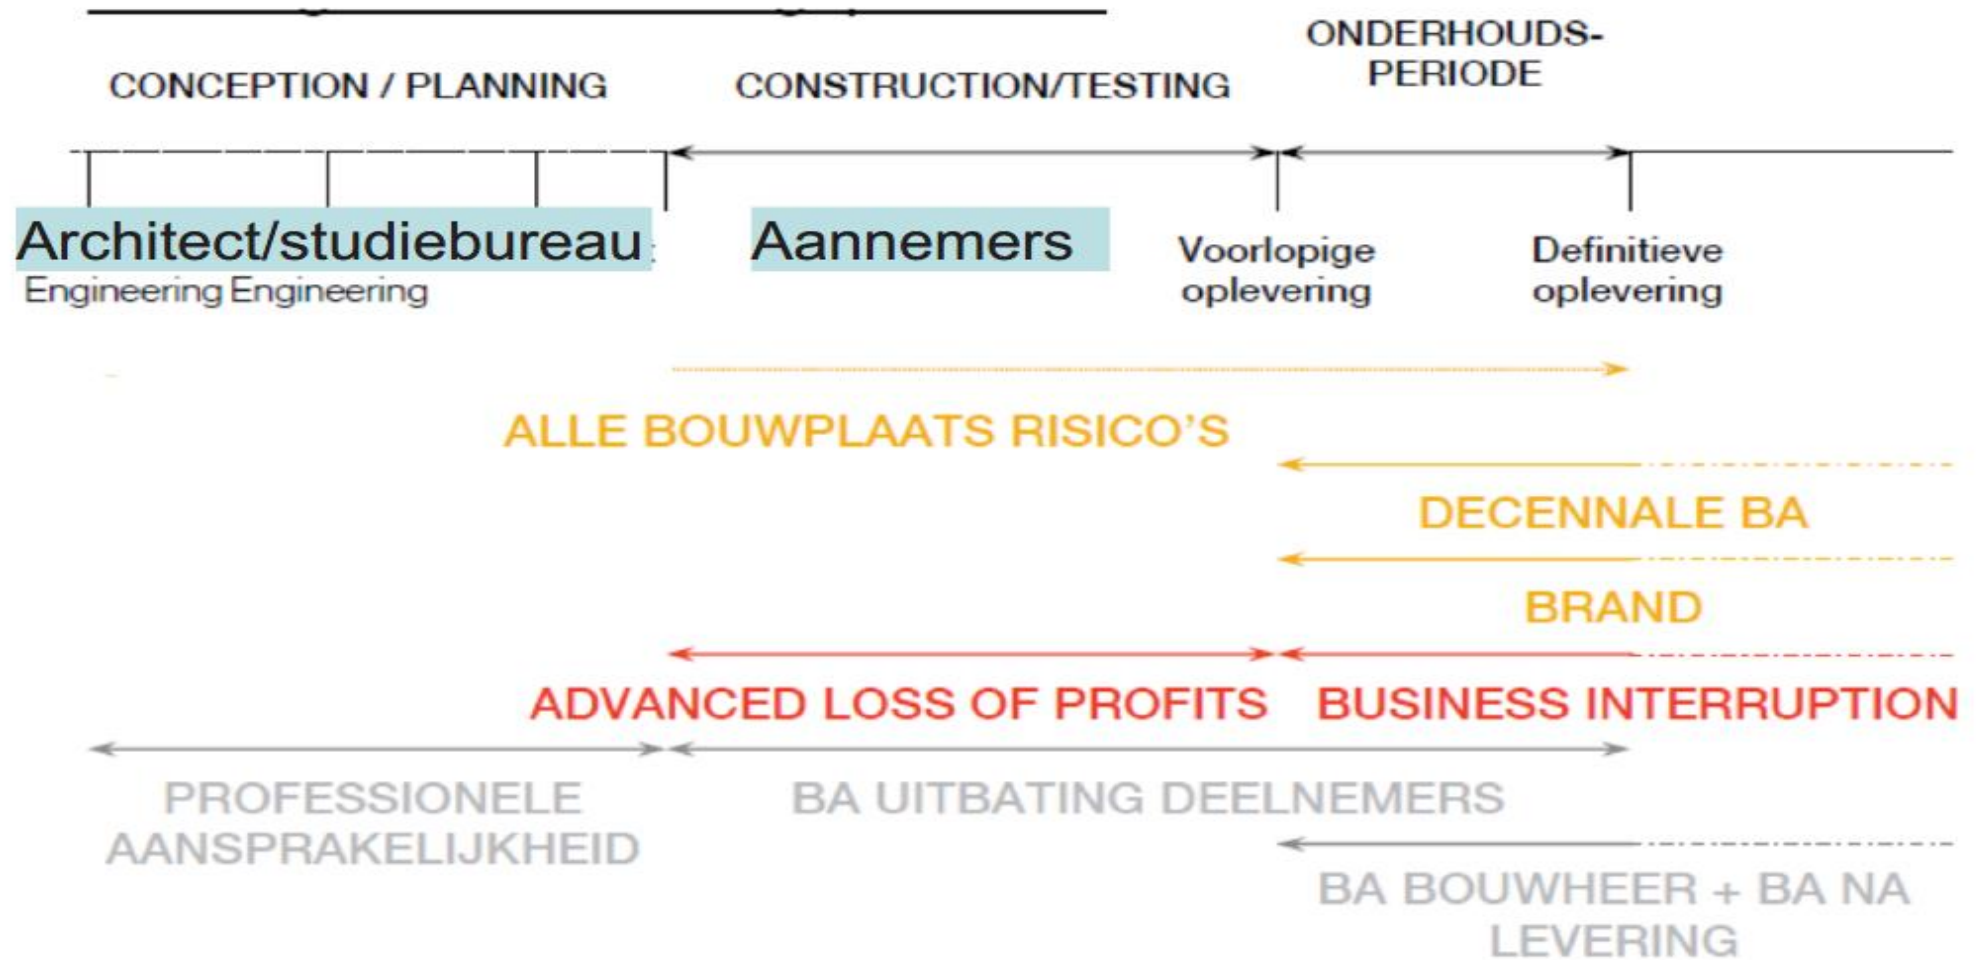 CONCEPTION / PLANNING
CONSTRUCTION/TESTING
ONDERHOUDS-
PERIODE
Architect/studiebureau
Engineering Engineering
Aannemers
Voorlopige
oplevering
Definitieve
oplevering
ALLE BOUWPLAATS RISICO'S
DECENNALE BA
BRAND
ADVANCED LOSS OF PROFITS
BUSINESS INTERRUPTION
PROFESSIONELE
AANSPRAKELIJKHEID
BA UITBATING DEELNEMERS
BA BOUWHEER + BA NA
LEVERING